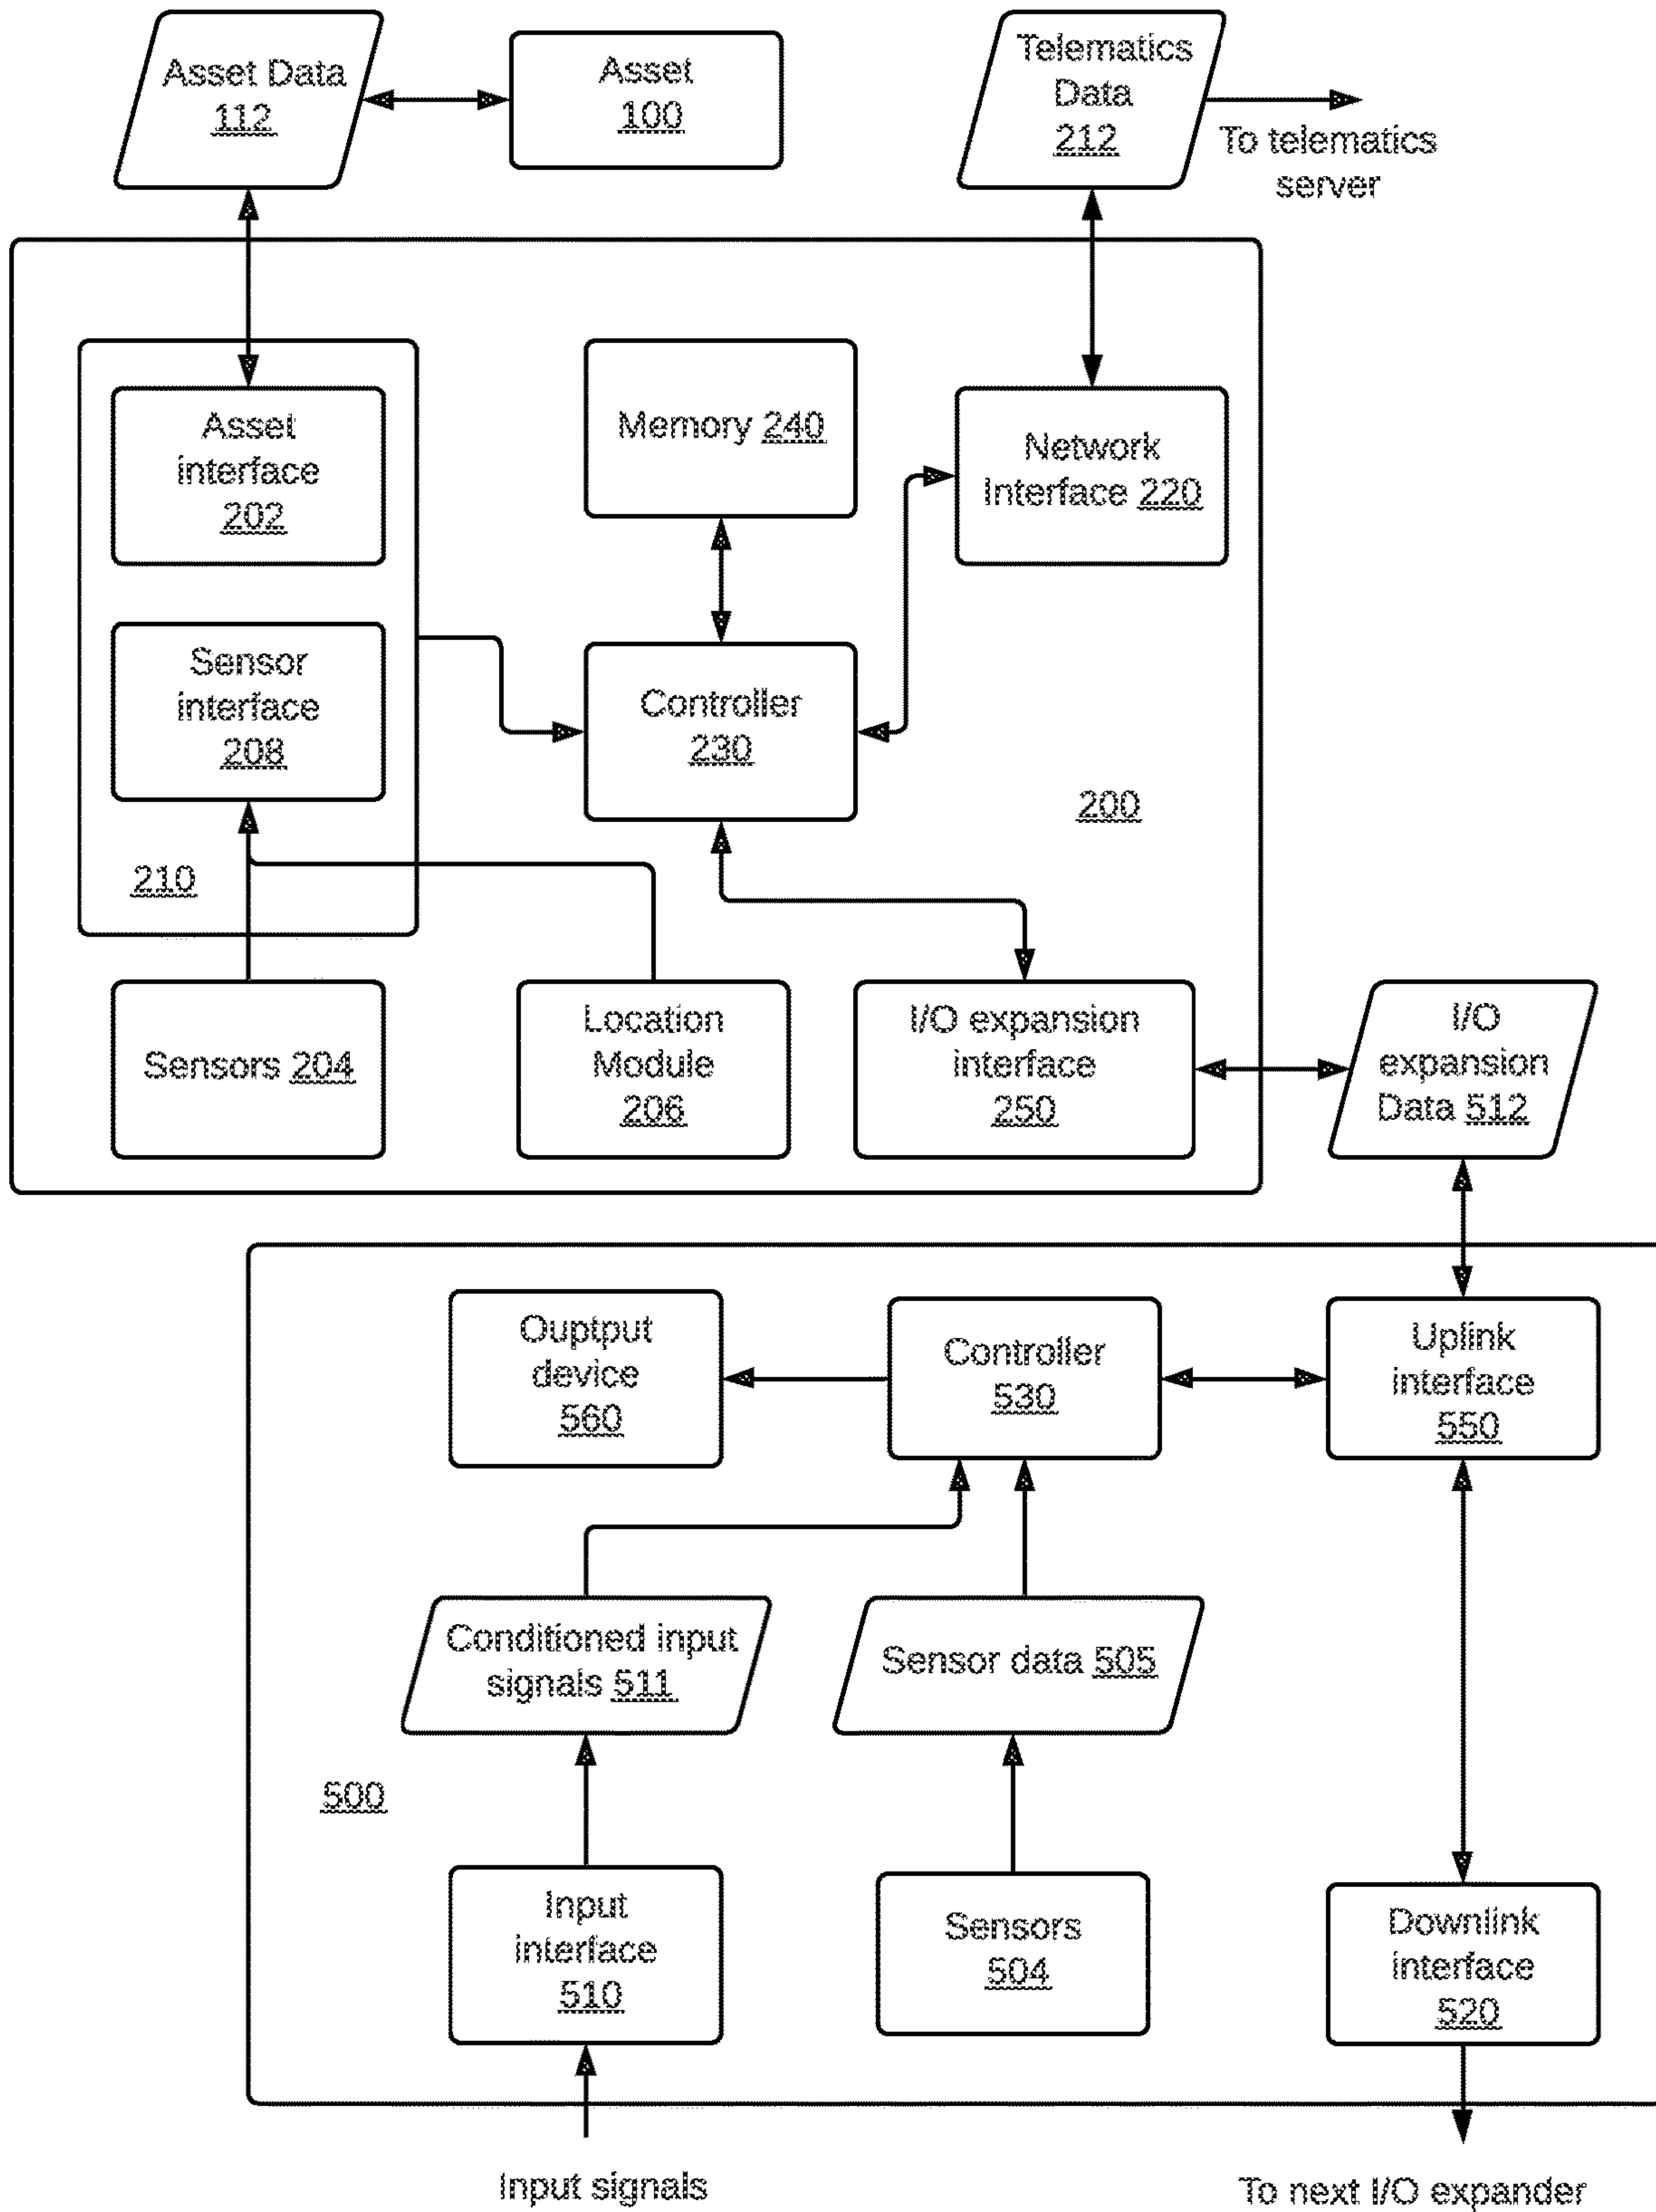 Asset Data
112
Asset
100
Telematics
Data
212
To telematics
server
Asset
interface
202
Memory 240
Network
Interface 220
Sensor
interface
208
Controller
230
200
210
Sensors 204
Location
Module
206
I/O expansion
interface
250
I/O
expansion
Data 512
Ouptput
device
560
Controller
530
Uplink
interface
550
Conditioned input
signals 511
Sensor data 505
500
Input
interface
510
Sensors
504
Downlink
interface
520
Input signals
To next I/O expander